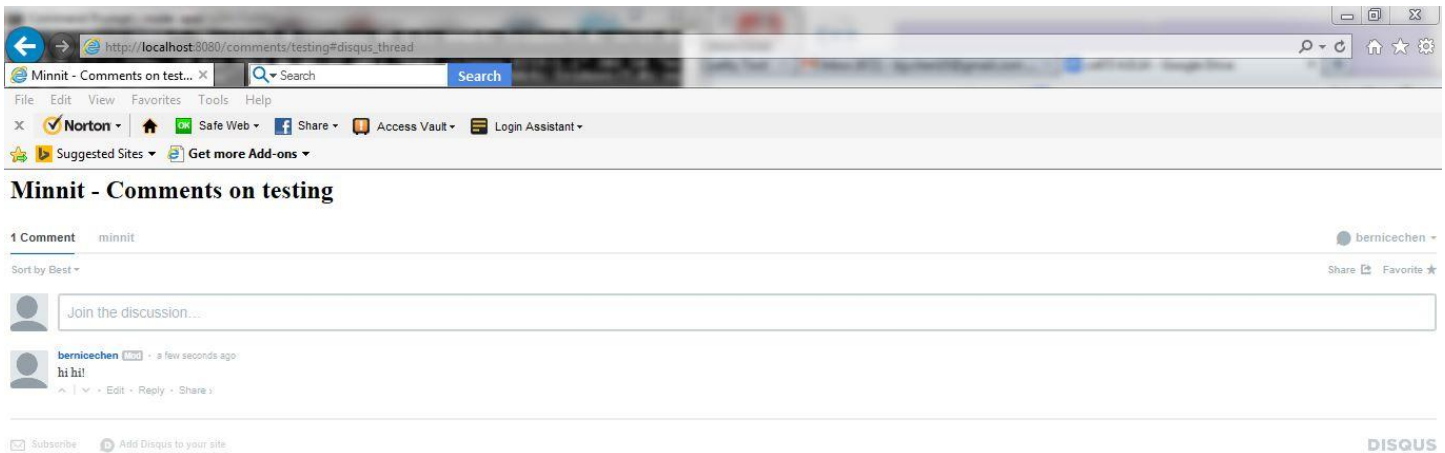 http://localhost:8080/comments/testing#disqus_thread
Minnit - Comments on test... Search Search
File Edit View Favorites Tools Help
Norton Safe Web Share Access Vault Login Assistant
Suggested Sites Get more Add-ons
Minnit - Comments on testing
1 Comment minnit bernicechen
Sort by Best Share Favorite
Join the discussion...
bernicechen Mod · a few seconds ago
hi hi!
Edit · Reply · Share ›
Subscribe Add Disqus to your site DISQUS